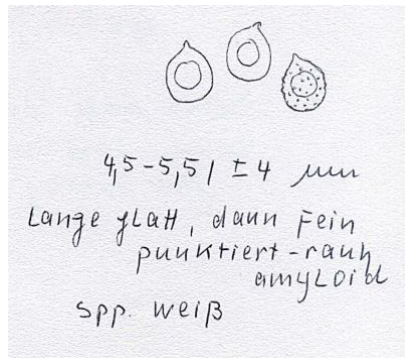 4,5-5,5 / ±4 µm
Lange glatt, dann fein
punktiert-rauh
amyloid
Spp. weiß